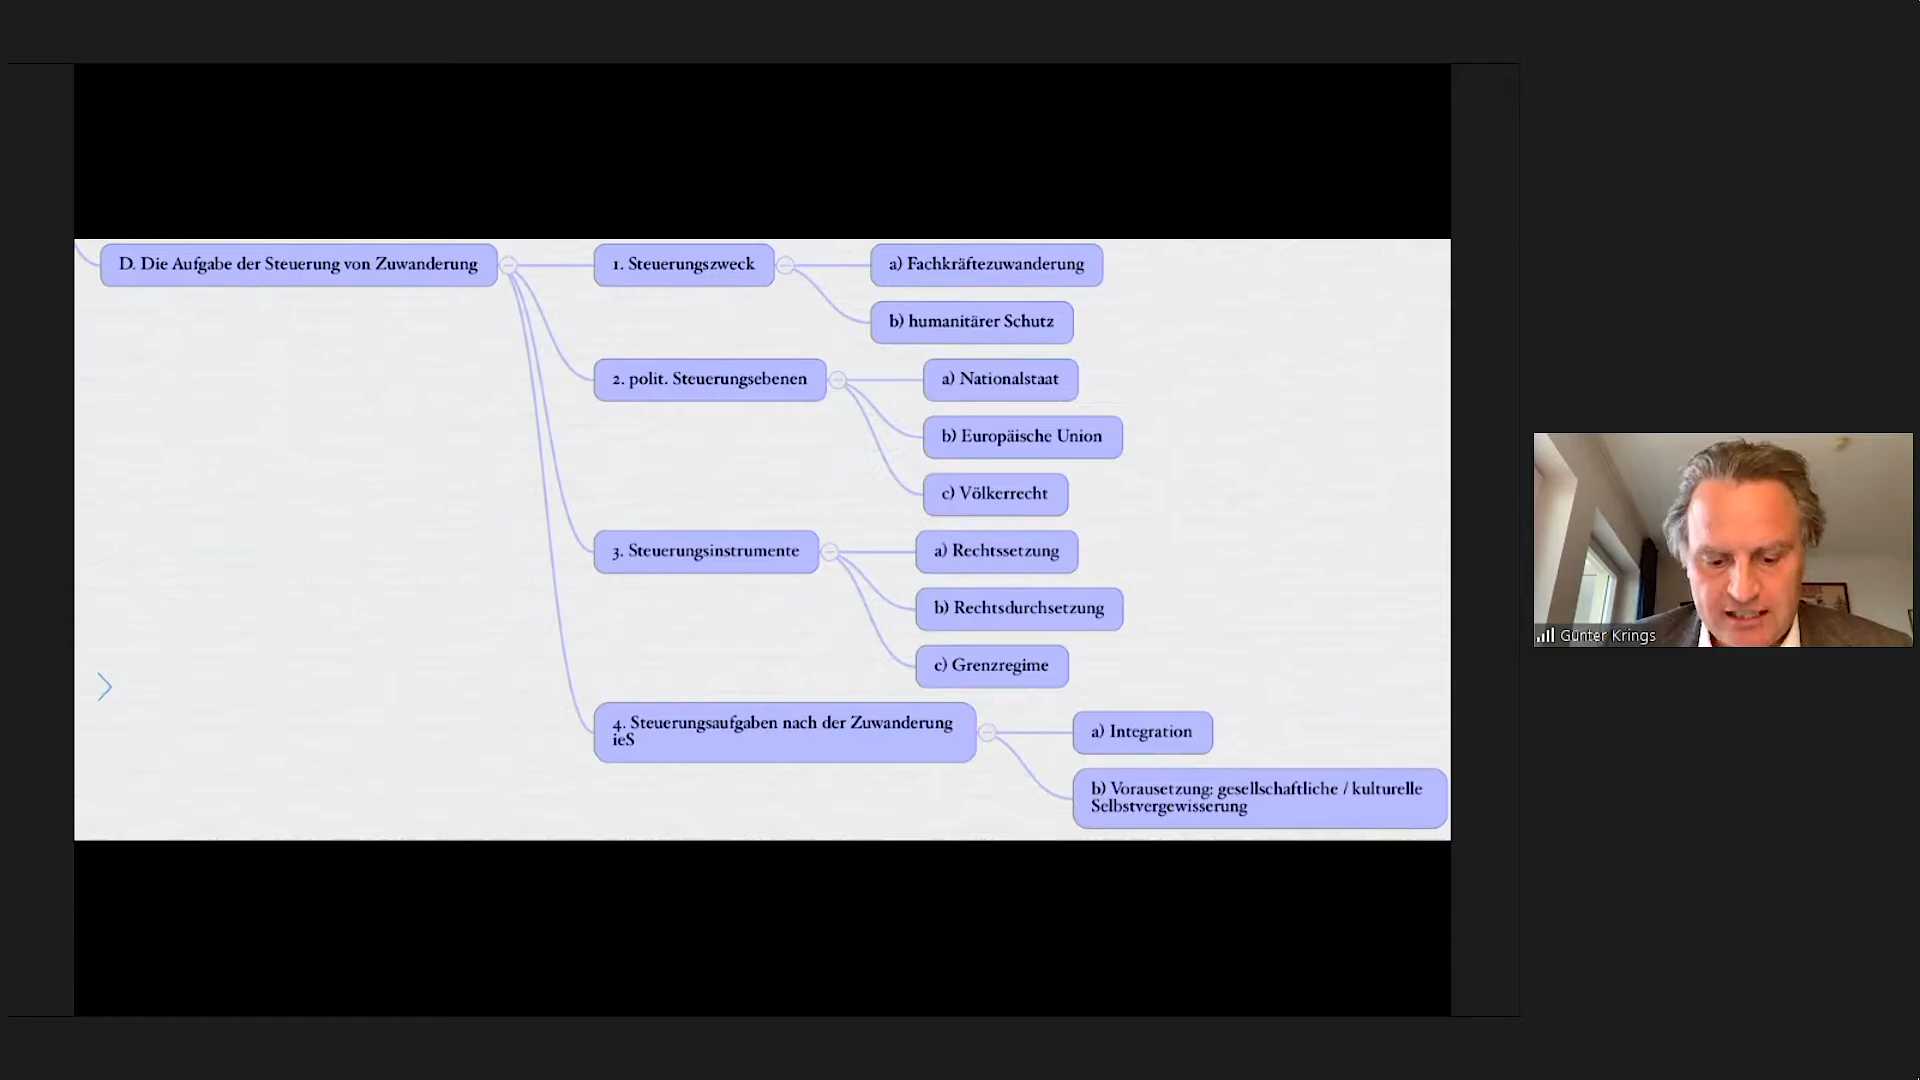 D. Die Aufgabe der Steuerung von Zuwanderung
1. Steuerungszweck
a) Fachkräftezuwanderung
b) humanitärer Schutz
2. polit. Steuerungsebenen
a) Nationalstaat
b) Europäische Union
c) Völkerrecht
3. Steuerungsinstrumente
a) Rechtssetzung
b) Rechtsdurchsetzung
c) Grenzregime
4. Steuerungsaufgaben nach der Zuwanderung
ieS
a) Integration
b) Vorausetzung: gesellschaftliche / kulturelle
Selbstvergewisserung
Günter Krings